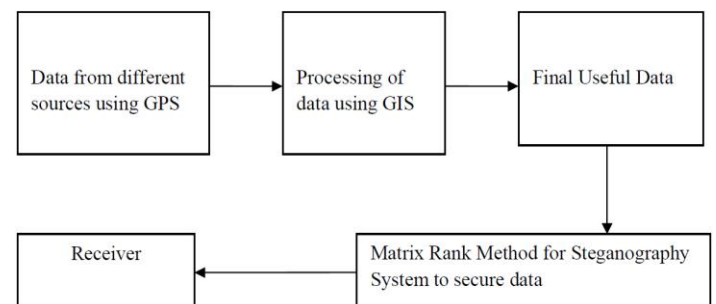 Data from different
sources using GPS
Processing of
data using GIS
Final Useful Data
Matrix Rank Method for Steganography
System to secure data
Receiver